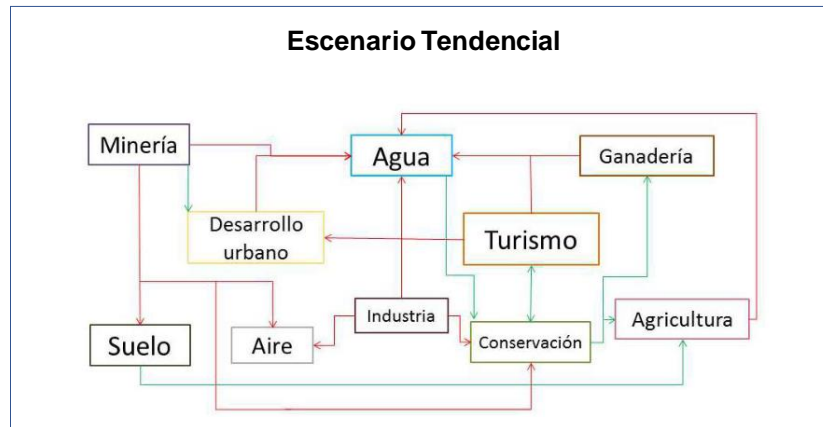 Escenario Tendencial
Minería
Agua
Ganadería
Desarrollo
urbano
Turismo
Industria
Agricultura
Suelo
Aire
Conservación